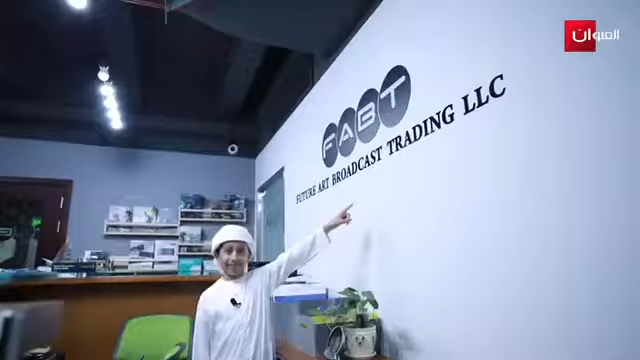 العنوان
FABT
FUTURE ART BROADCAST TRADING LLC